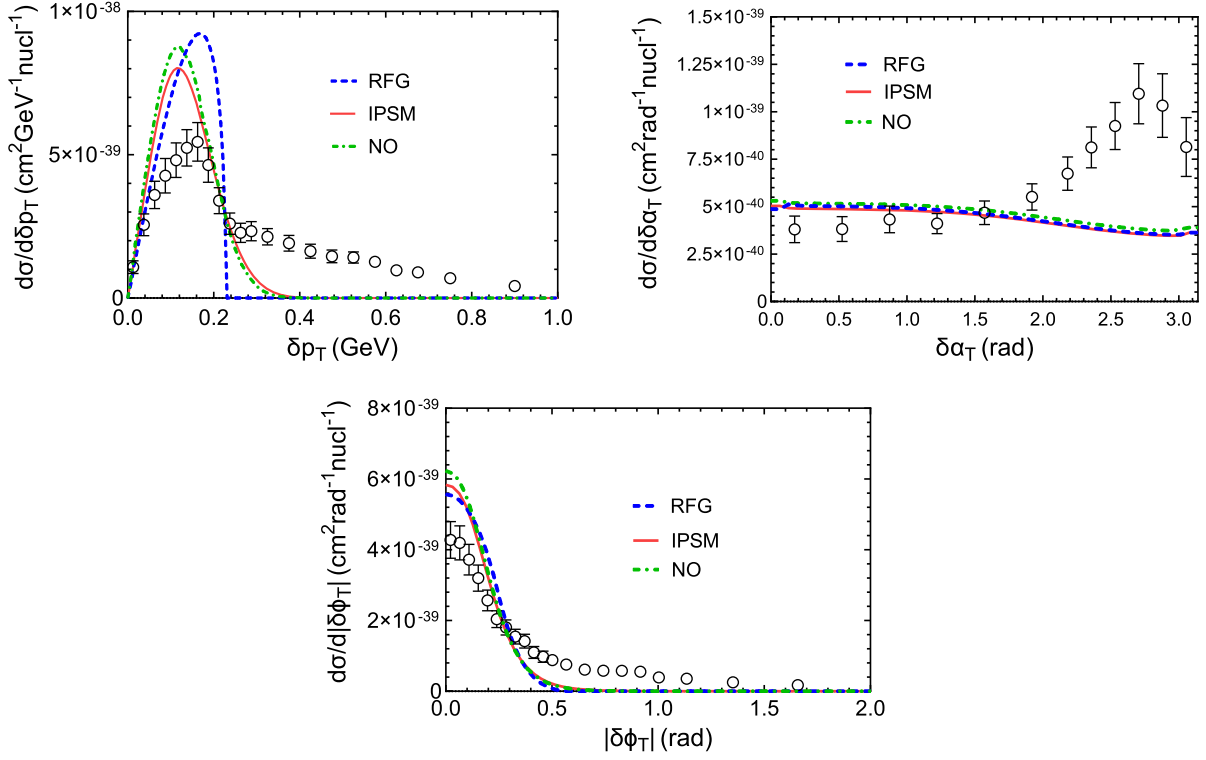 dσ/dδp_T (cm²GeV⁻¹nucl⁻¹)
1×10⁻³⁸
5×10⁻³⁹
0
0.0 0.2 0.4 0.6 0.8 1.0
δp_T (GeV)
RFG
IPSM
NO
dσ/dδα_T (cm²rad⁻¹nucl⁻¹)
1.5×10⁻³⁹
1.25×10⁻³⁹
1×10⁻³⁹
7.5×10⁻⁴⁰
5×10⁻⁴⁰
2.5×10⁻⁴⁰
0
0.0 0.5 1.0 1.5 2.0 2.5 3.0
δα_T (rad)
RFG
IPSM
NO
dσ/d|δϕ_T| (cm²rad⁻¹nucl⁻¹)
8×10⁻³⁹
6×10⁻³⁹
4×10⁻³⁹
2×10⁻³⁹
0
0.0 0.5 1.0 1.5 2.0
|δϕ_T| (rad)
RFG
IPSM
NO